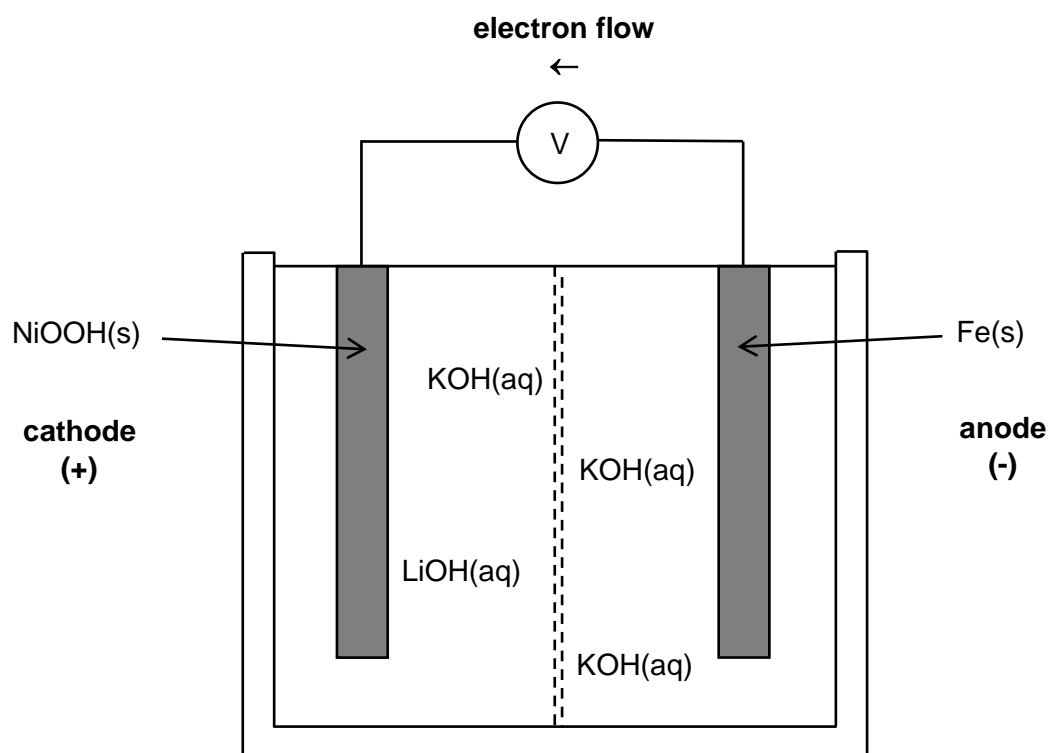 electron flow
←
V
NiOOH(s)
Fe(s)
KOH(aq)
cathode
(+)
anode
(-)
KOH(aq)
LiOH(aq)
KOH(aq)